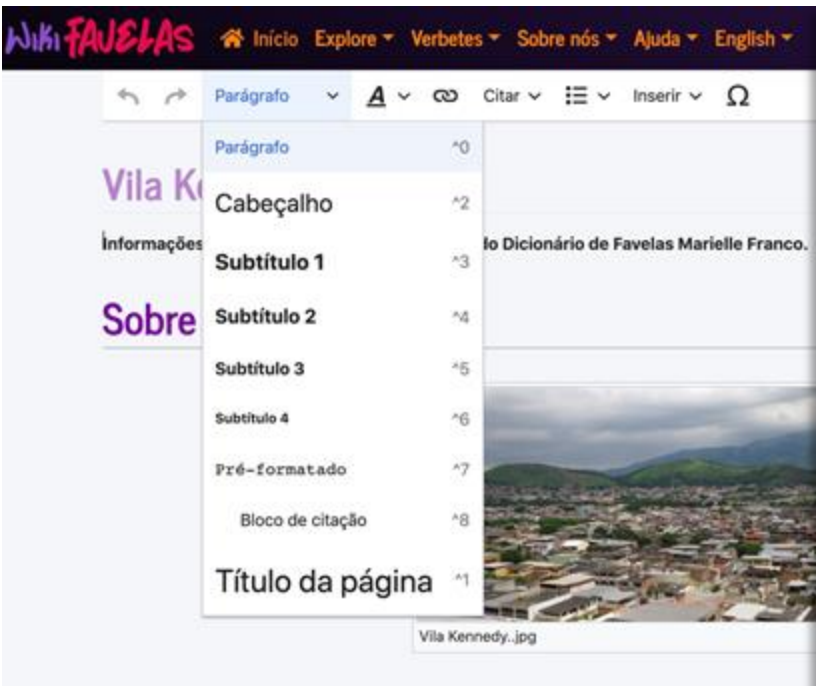 Wiki FAVELAS Início Explore Verbetes Sobre nós Ajuda English
Parágrafo A Citar Inserir Ω
Parágrafo ^0
Vila Ke
Cabeçalho ^2
Informações lo Dicionário de Favelas Marielle Franco.
Subtítulo 1 ^3
Sobre
Subtítulo 2 ^4
Subtítulo 3 ^5
Subtítulo 4 ^6
Pré-formatado ^7
Bloco de citação ^8
Título da página ^1
Vila Kennedy..jpg